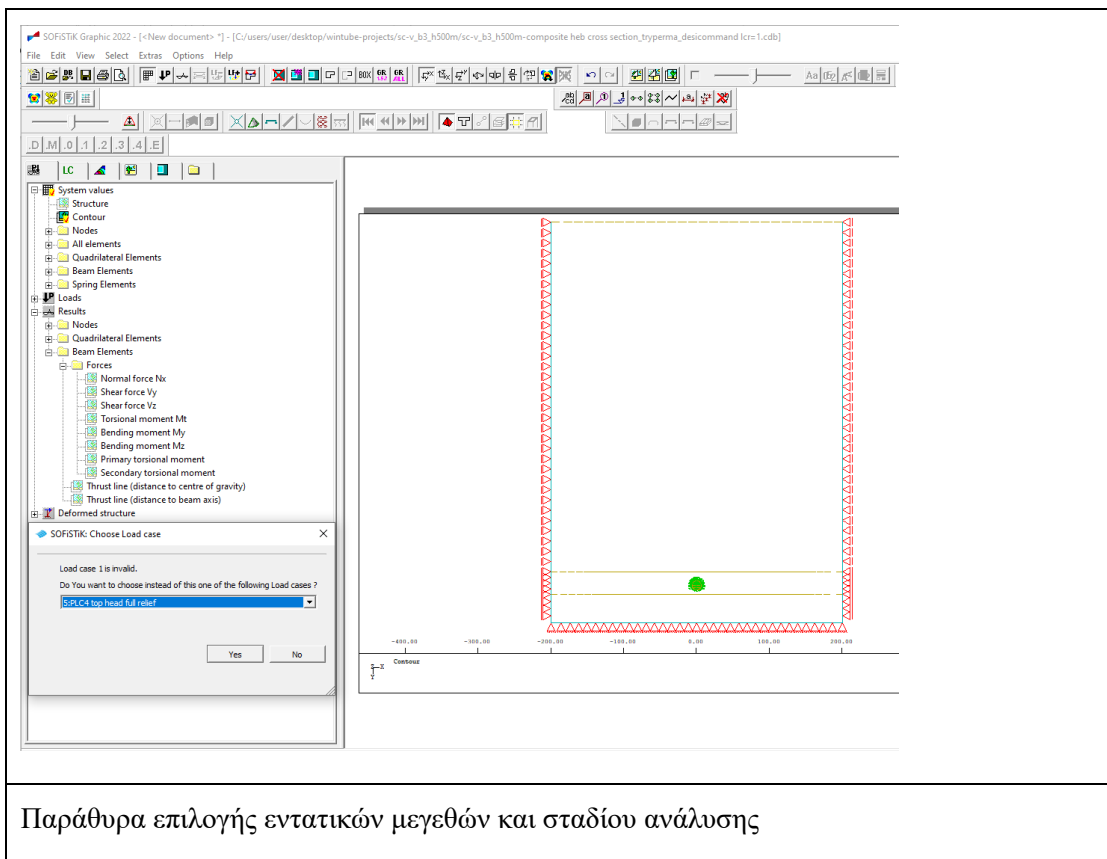 SOFiSTiK Graphic 2022 - [<New document> *] - [C:/users/user/desktop/wintube-projects/sc-v_b3_h500m/sc-v_b3_h500m-composite heb cross section_tryperma_desicommand lcr=1.cdb]
File Edit View Select Extras Options Help
.D .M .0 .1 .2 .3 .4 .E
LC
System values
Structure
Contour
Nodes
All elements
Quadrilateral Elements
Beam Elements
Spring Elements
Loads
Results
Nodes
Quadrilateral Elements
Beam Elements
Forces
Normal force Nx
Shear force Vy
Shear force Vz
Torsional moment Mt
Bending moment My
Bending moment Mz
Primary torsional moment
Secondary torsional moment
Thrust line (distance to centre of gravity)
Thrust line (distance to beam axis)
Deformed structure
SOFiSTiK: Choose Load case
Load case 1 is invalid.
Do You want to choose instead of this one of the following Load cases ?
5:PLC4 top head full relief
Yes No
-400.00 -300.00 -200.00 -100.00 0.00 100.00 200.00
Contour
Παράθυρα επιλογής εντατικών μεγεθών και σταδίου ανάλυσης